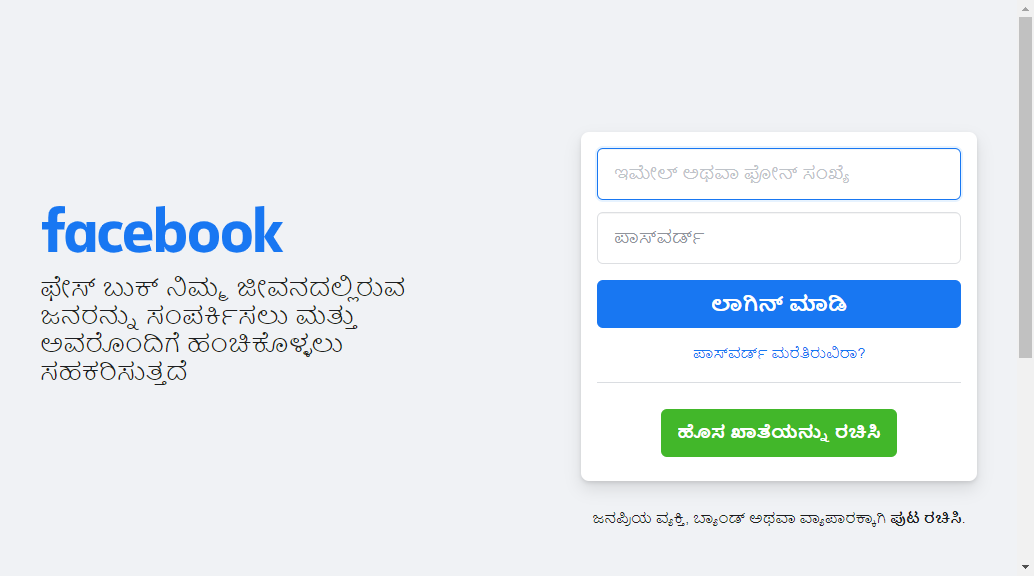 facebook
ಫೇಸ್‌ ಬುಕ್ ನಿಮ್ಮ ಜೀವನದಲ್ಲಿರುವ
ಜನರನ್ನು ಸಂಪರ್ಕಿಸಲು ಮತ್ತು
ಅವರೊಂದಿಗೆ ಹಂಚಿಕೊಳ್ಳಲು
ಸಹಕರಿಸುತ್ತದೆ
ಇಮೇಲ್‌ ಅಥವಾ ಫೋನ್‌ ಸಂಖ್ಯೆ
ಪಾಸ್‌ವರ್ಡ್
ಲಾಗಿನ್ ಮಾಡಿ
ಪಾಸ್‌ವರ್ಡ್ ಮರೆತಿರುವಿರಾ?
ಹೊಸ ಖಾತೆಯನ್ನು ರಚಿಸಿ
ಜನಪ್ರಿಯ ವ್ಯಕ್ತಿ, ಬ್ಯಾಂಡ್ ಅಥವಾ ವ್ಯಾಪಾರಕ್ಕಾಗಿ ಪುಟ ರಚಿಸಿ.